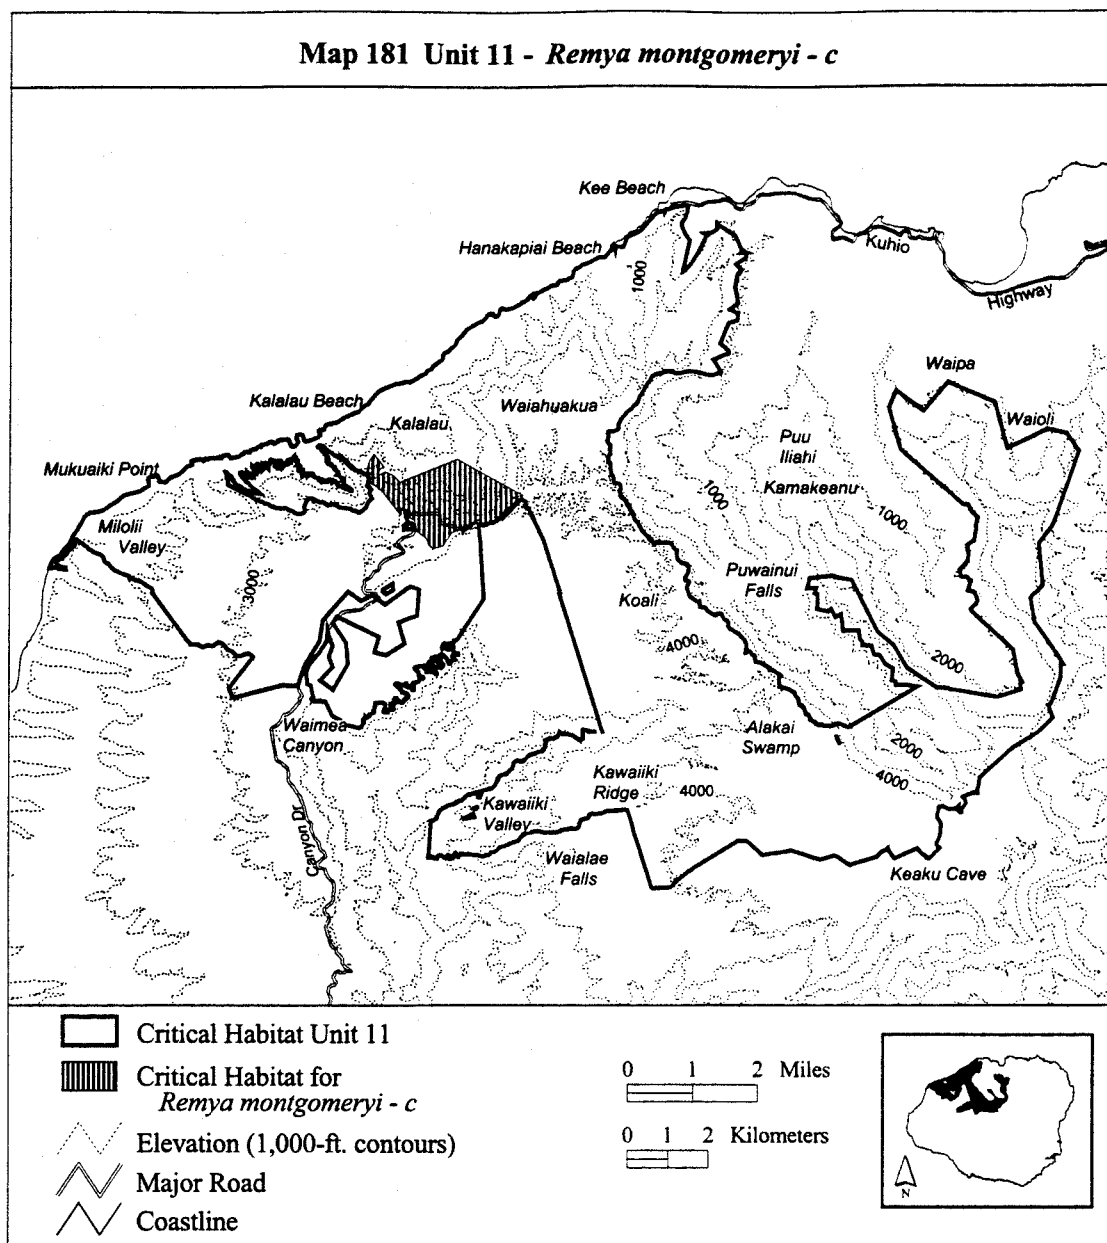 Map 181 Unit 11 - Remya montgomeryi - c
Kee Beach
Hanakapiai Beach
Kuhio
Highway
1000
Waipa
Kalalau Beach
Waiahuakua
Kalalau
Waioli
Puu
Iliahi
Kamakeanu
Mukuaiki Point
1000
1000
Milolii
Valley
3000
Puwainui
Falls
Koali
4000
2000
Waimea
Canyon
Alakai
Swamp
2000
4000
Kawaiiki
Ridge
4000
Kawaiiki
Valley
Canyon Dr
Waialae
Falls
Keaku Cave
Critical Habitat Unit 11
Critical Habitat for
Remya montgomeryi - c
Elevation (1,000-ft. contours)
Major Road
Coastline
0 1 2 Miles
0 1 2 Kilometers
N